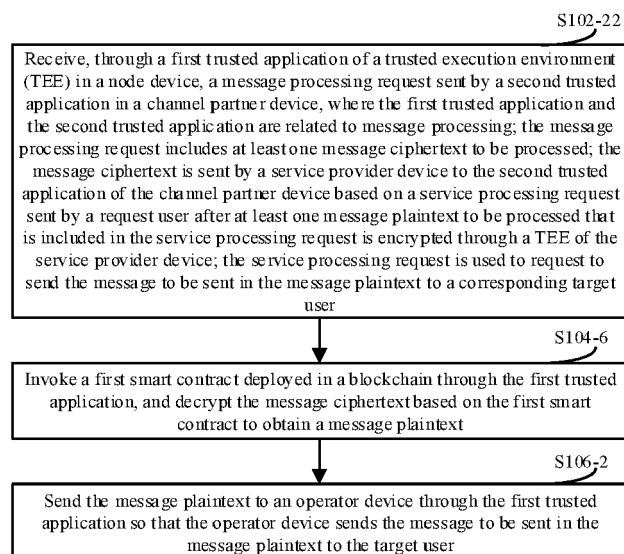 S102-22
Receive, through a first trusted application of a trusted execution environment
(TEE) in a node device, a message processing request sent by a second trusted
application in a channel partner device, where the first trusted application and
the second trusted application are related to message processing; the message
processing request includes at least one message ciphertext to be processed; the
message ciphertext is sent by a service provider device to the second trusted
application of the channel partner device based on a service processing request
sent by a request user after at least one message plaintext to be processed that
is included in the service processing request is encrypted through a TEE of the
service provider device; the service processing request is used to request to
send the message to be sent in the message plaintext to a corresponding target
user
S104-6
Invoke a first smart contract deployed in a blockchain through the first trusted
application, and decrypt the message ciphertext based on the first smart
contract to obtain a message plaintext
S106-2
Send the message plaintext to an operator device through the first trusted
application so that the operator device sends the message to be sent in the
message plaintext to the target user